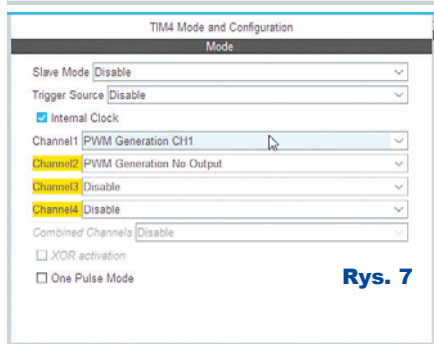 TIM4 Mode and Configuration
Mode
Slave Mode Disable
Trigger Source Disable
Internal Clock
Channel1 PWM Generation CH1
Channel2 PWM Generation No Output
Channel3 Disable
Channel4 Disable
Combined Channels Disable
XOR activation
One Pulse Mode
Rys. 7